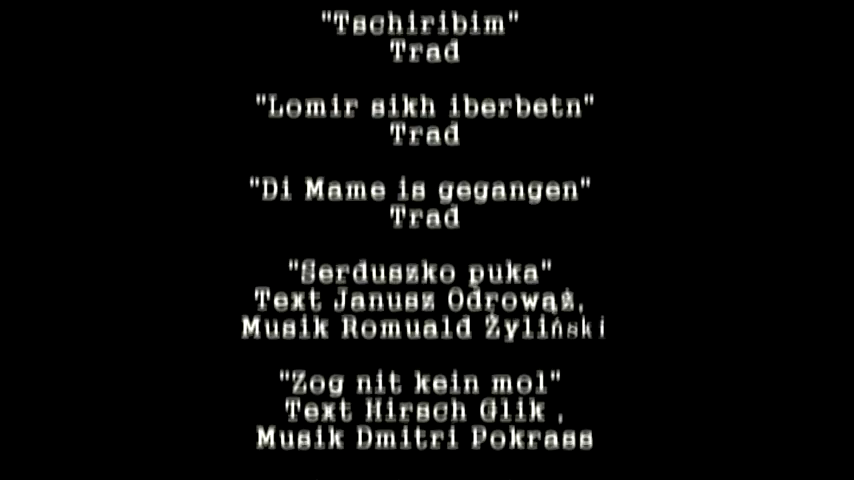 "Tschiribim"
Trad
"Lomir sikh iberbetn"
Trad
"Di Mame is gegangen"
Trad
"Serduszko puka"
Text Janusz Odrowąż,
Musik Romuald Żyliński
"Zog nit kein mol"
Text Hirsch Glik ,
Musik Dmitri Pokrass